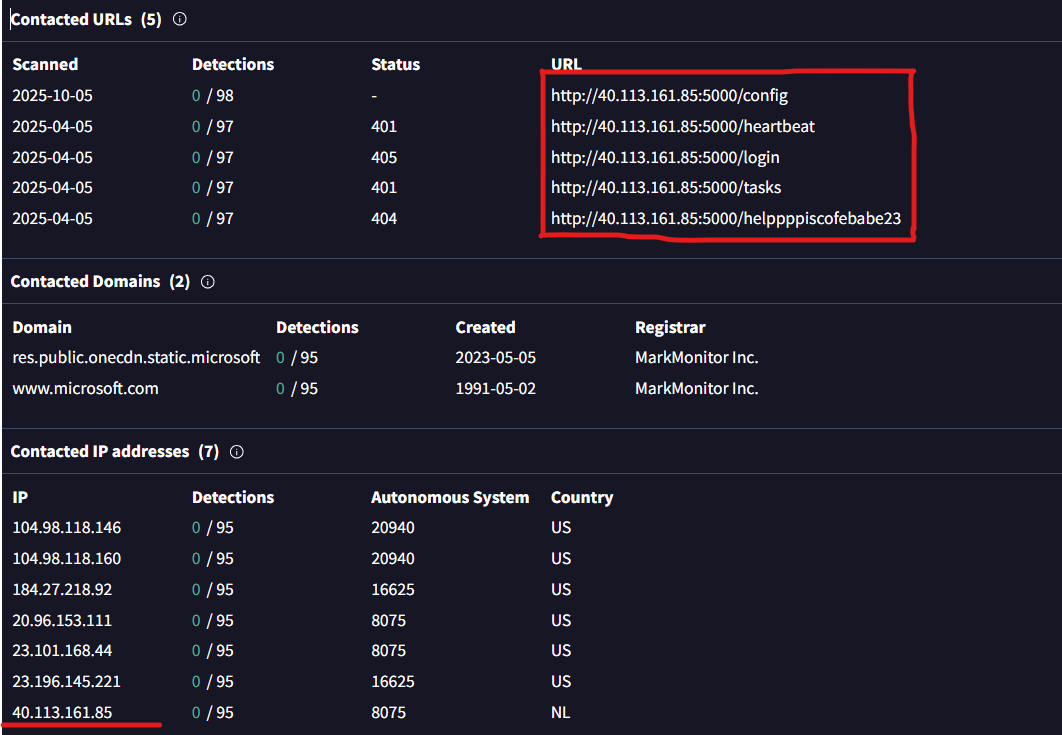 Contacted URLs (5)
Scanned Detections Status URL
2025-10-05 0 / 98 - http://40.113.161.85:5000/config
2025-04-05 0 / 97 401 http://40.113.161.85:5000/heartbeat
2025-04-05 0 / 97 405 http://40.113.161.85:5000/login
2025-04-05 0 / 97 401 http://40.113.161.85:5000/tasks
2025-04-05 0 / 97 404 http://40.113.161.85:5000/helppppiscofebabe23
Contacted Domains (2)
Domain Detections Created Registrar
res.public.onecdn.static.microsoft 0 / 95 2023-05-05 MarkMonitor Inc.
www.microsoft.com 0 / 95 1991-05-02 MarkMonitor Inc.
Contacted IP addresses (7)
IP Detections Autonomous System Country
104.98.118.146 0 / 95 20940 US
104.98.118.160 0 / 95 20940 US
184.27.218.92 0 / 95 16625 US
20.96.153.111 0 / 95 8075 US
23.101.168.44 0 / 95 8075 US
23.196.145.221 0 / 95 16625 US
40.113.161.85 0 / 95 8075 NL